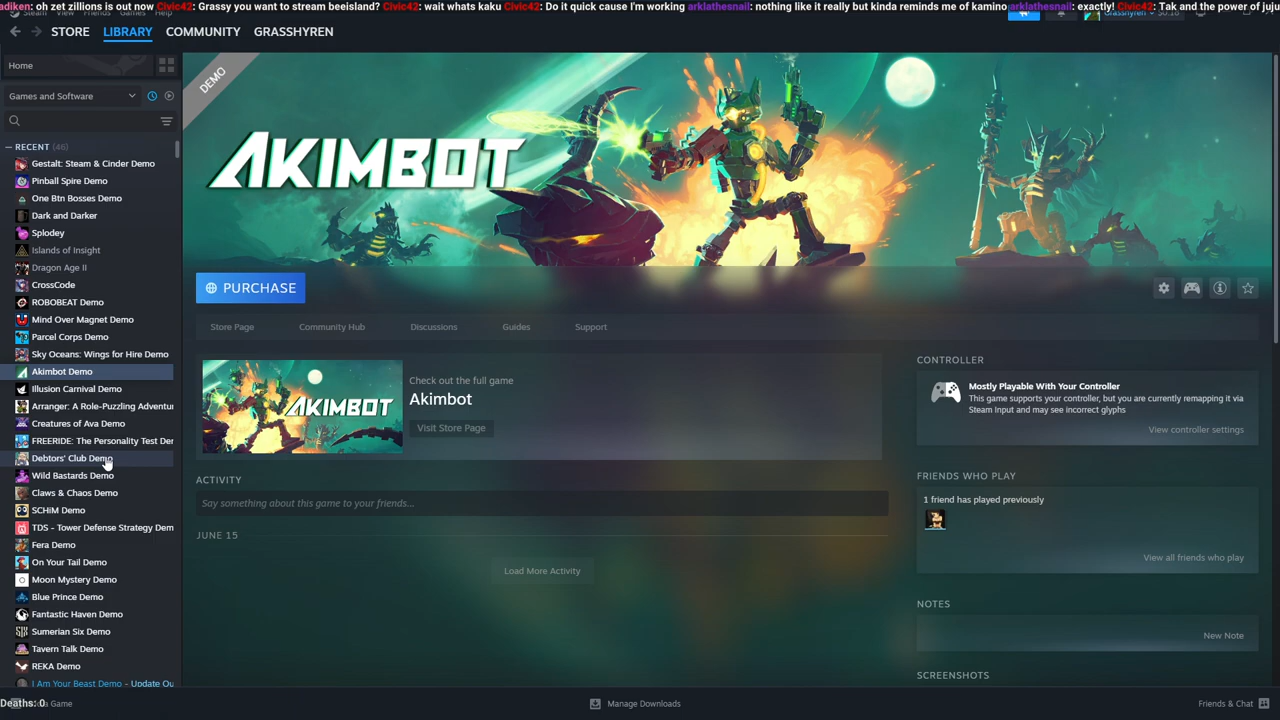 adiken: oh zet zillions is out now Civic42: Grassy you want to stream beeisland? Civic42: wait whats kaku Civic42: Do it quick cause I'm working arklathesnail: nothing like it really but kinda reminds me of kamino arklathesnail: exactly! Civic42: Tak and the power of juju
STORE LIBRARY COMMUNITY GRASSHYREN
Home
Games and Software
RECENT (46)
Gestalt: Steam & Cinder Demo
Pinball Spire Demo
One Btn Bosses Demo
Dark and Darker
Splodey
Islands of Insight
Dragon Age II
CrossCode
ROBOBEAT Demo
Mind Over Magnet Demo
Parcel Corps Demo
Sky Oceans: Wings for Hire Demo
Akimbot Demo
Illusion Carnival Demo
Arranger: A Role-Puzzling Adventur
Creatures of Ava Demo
FREERIDE: The Personality Test Der
Debtors' Club Demo
Wild Bastards Demo
Claws & Chaos Demo
SCHiM Demo
TDS - Tower Defense Strategy Dem
Fera Demo
On Your Tail Demo
Moon Mystery Demo
Blue Prince Demo
Fantastic Haven Demo
Sumerian Six Demo
Tavern Talk Demo
REKA Demo
I Am Your Beast Demo - Update Qu
DEMO
AKIMBOT
PURCHASE
Store Page Community Hub Discussions Guides Support
AKIMBOT
Check out the full game
Akimbot
Visit Store Page
ACTIVITY
Say something about this game to your friends...
JUNE 15
Load More Activity
CONTROLLER
Mostly Playable With Your Controller
This game supports your controller, but you are currently remapping it via
Steam Input and may see incorrect glyphs
View controller settings
FRIENDS WHO PLAY
1 friend has played previously
View all friends who play
NOTES
New Note
SCREENSHOTS
Deaths: 0
Game
Manage Downloads
Friends & Chat